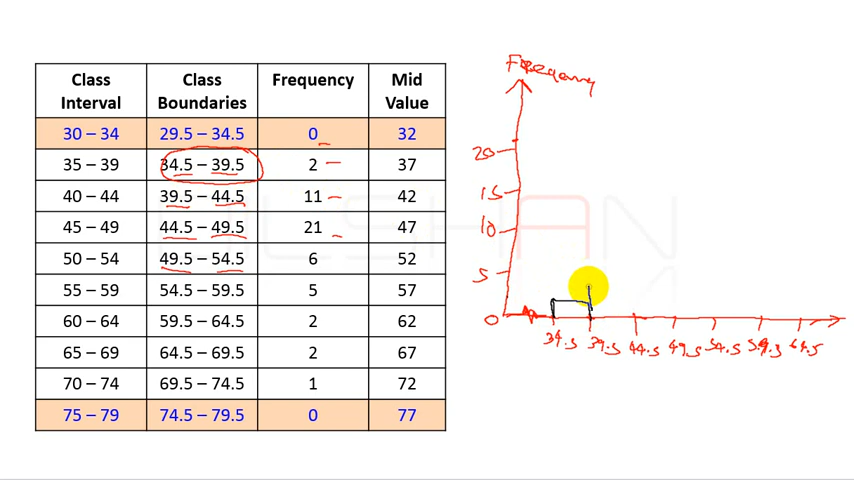 Class Interval Class Boundaries Frequency Mid Value
30 – 34 29.5 – 34.5 0 32
35 – 39 34.5 – 39.5 2 37
40 – 44 39.5 – 44.5 11 42
45 – 49 44.5 – 49.5 21 47
50 – 54 49.5 – 54.5 6 52
55 – 59 54.5 – 59.5 5 57
60 – 64 59.5 – 64.5 2 62
65 – 69 64.5 – 69.5 2 67
70 – 74 69.5 – 74.5 1 72
75 – 79 74.5 – 79.5 0 77
Frequency
20
15
10
5
0
34.5 39.5 44.5 49.5 54.5 59.5 64.5